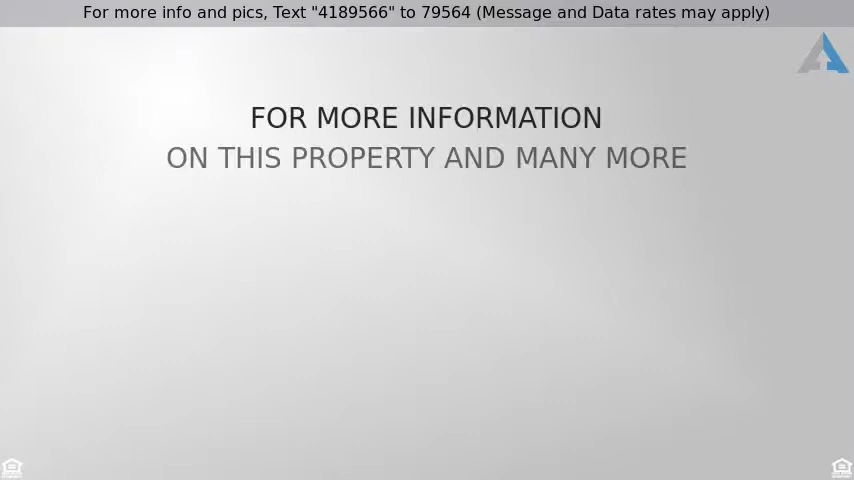 For more info and pics, Text "4189566" to 79564 (Message and Data rates may apply)
FOR MORE INFORMATION
ON THIS PROPERTY AND MANY MORE